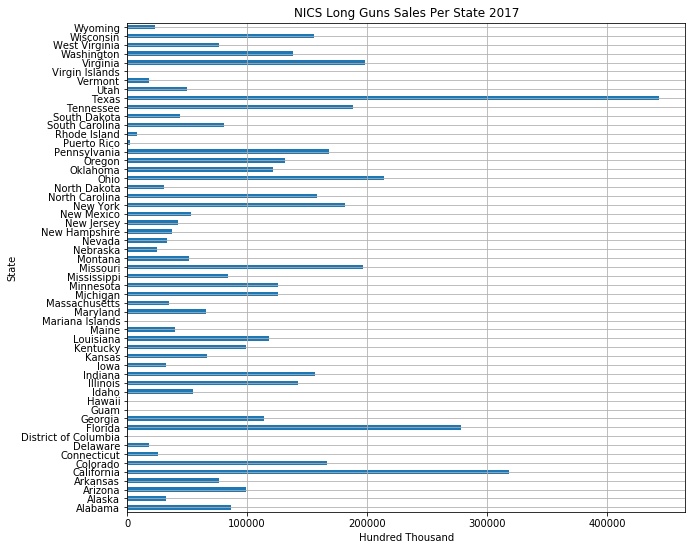 NICS Long Guns Sales Per State 2017
Wyoming
Wisconsin
West Virginia
Washington
Virginia
Virgin Islands
Vermont
Utah
Texas
Tennessee
South Dakota
South Carolina
Rhode Island
Puerto Rico
Pennsylvania
Oregon
Oklahoma
Ohio
North Dakota
North Carolina
New York
New Mexico
New Jersey
New Hampshire
Nevada
Nebraska
Montana
Missouri
Mississippi
Minnesota
Michigan
Massachusetts
Maryland
Mariana Islands
Maine
Louisiana
Kentucky
Kansas
Iowa
Indiana
Illinois
Idaho
Hawaii
Guam
Georgia
Florida
District of Columbia
Delaware
Connecticut
Colorado
California
Arkansas
Arizona
Alaska
Alabama
State
0 100000 200000 300000 400000
Hundred Thousand